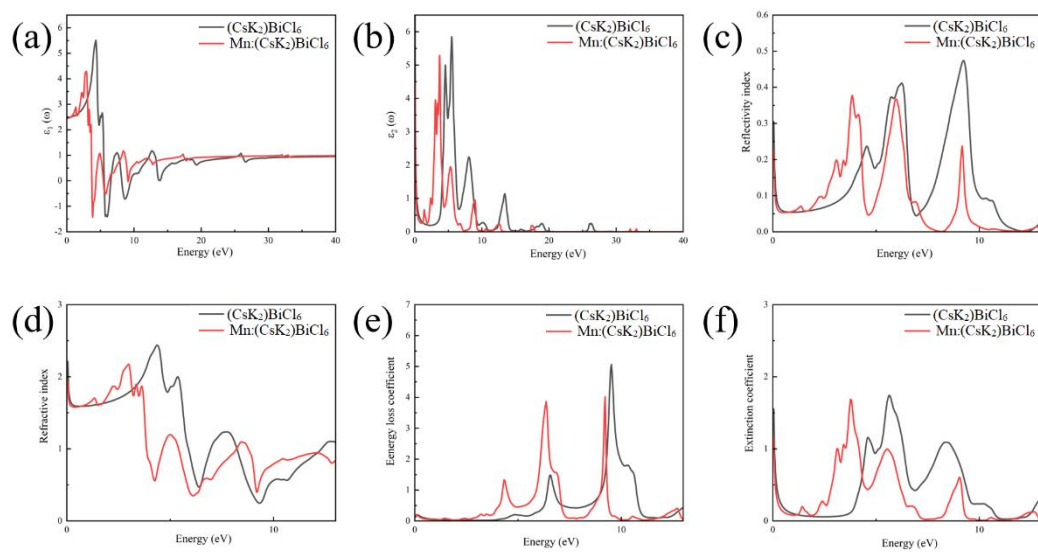 (a)
(CsK₂)BiCl₆
Mn:(CsK₂)BiCl₆
6
5
4
3
2
1
0
-1
-2
ε₁ (ω)
0
10
20
30
40
Energy (eV)
(b)
(CsK₂)BiCl₆
Mn:(CsK₂)BiCl₆
6
5
4
3
2
1
0
ε₂ (ω)
0
10
20
30
40
Energy (eV)
(c)
(CsK₂)BiCl₆
Mn:(CsK₂)BiCl₆
0.6
0.5
0.4
0.3
0.2
0.1
0.0
Reflectivity index
0
5
10
Energy (eV)
(d)
(CsK₂)BiCl₆
Mn:(CsK₂)BiCl₆
3
2
1
0
Refractive index
0
10
Energy (eV)
(e)
(CsK₂)BiCl₆
Mn:(CsK₂)BiCl₆
7
6
5
4
3
2
1
0
Eenergy loss coefficient
0
10
Energy (eV)
(f)
(CsK₂)BiCl₆
Mn:(CsK₂)BiCl₆
3
2
1
0
Extinction coefficient
0
10
Energy (eV)